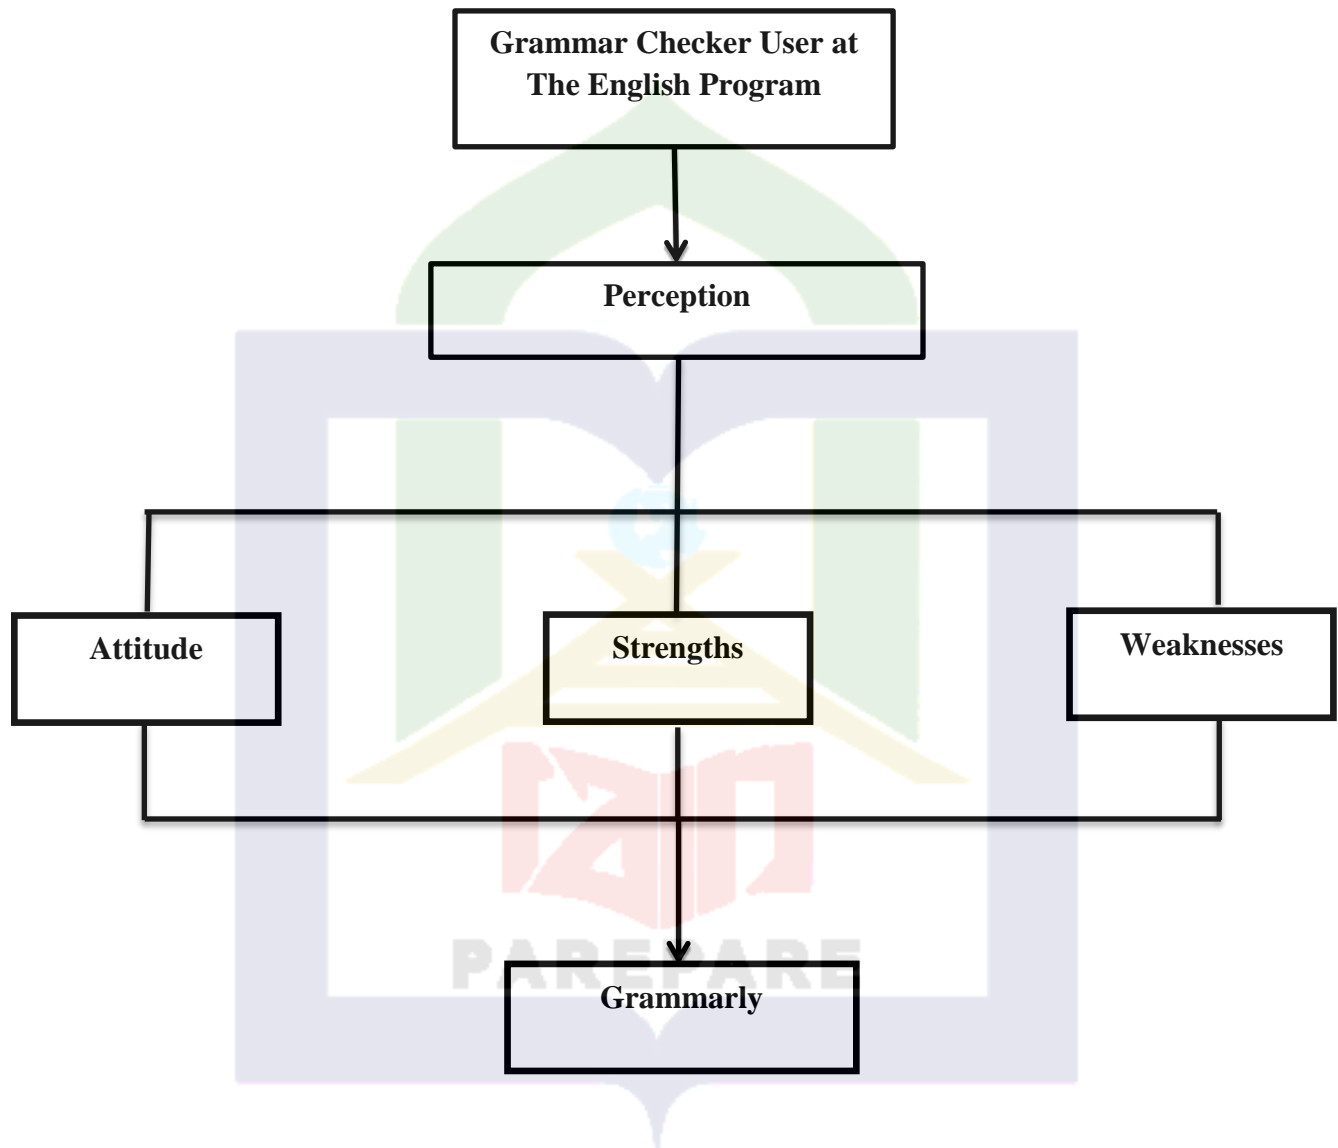 Grammar Checker User at
The English Program
Perception
Attitude
Strengths
Weaknesses
PAREPARE
Grammarly